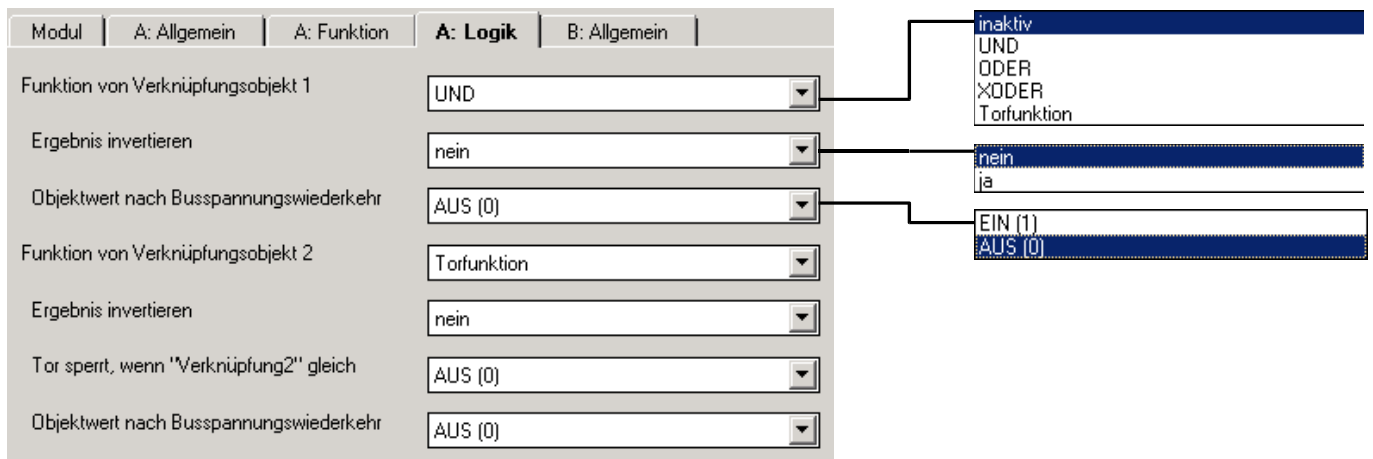 Modul A: Allgemein A: Funktion A: Logik B: Allgemein
Funktion von Verknüpfungsobjekt 1 UND
Ergebnis invertieren nein
Objektwert nach Busspannungswiederkehr AUS (0)
Funktion von Verknüpfungsobjekt 2 Torfunktion
Ergebnis invertieren nein
Tor sperrt, wenn "Verknüpfung2" gleich AUS (0)
Objektwert nach Busspannungswiederkehr AUS (0)
inaktiv
UND
ODER
XODER
Torfunktion
nein
ja
EIN (1)
AUS (0)